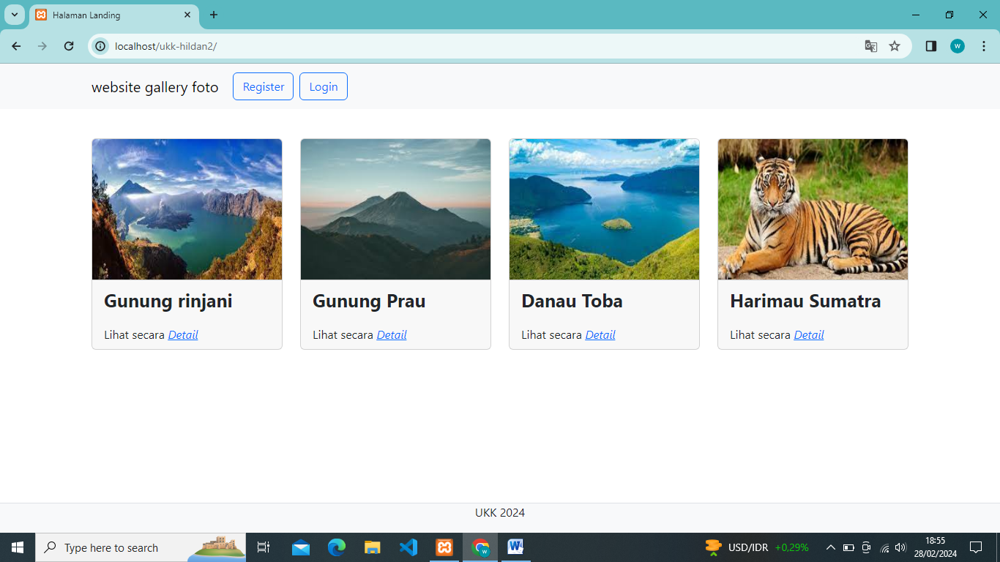 Halaman Landing
localhost/ukk-hildan2/
W
website gallery foto
Register
Login
Gunung rinjani
Lihat secara Detail
Gunung Prau
Lihat secara Detail
Danau Toba
Lihat secara Detail
Harimau Sumatra
Lihat secara Detail
UKK 2024
Type here to search
USD/IDR +0,29%
18:55
28/02/2024